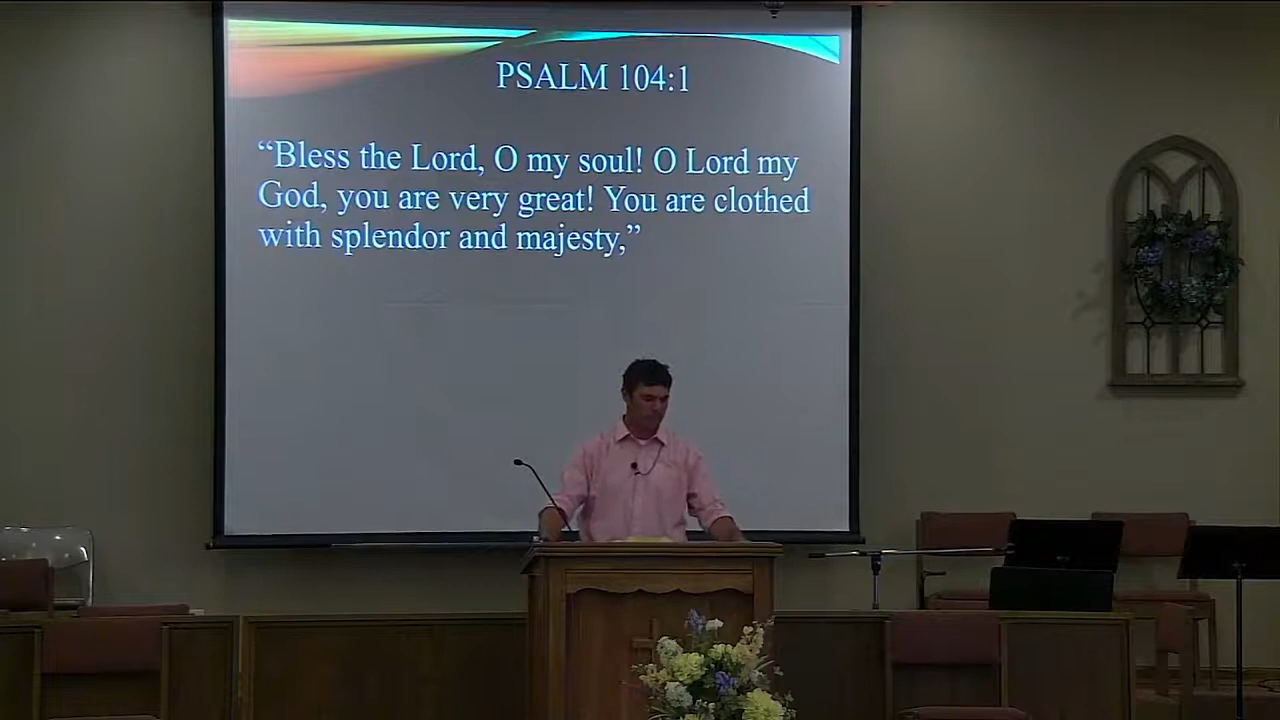 PSALM 104:1
“Bless the Lord, O my soul! O Lord my
God, you are very great! You are clothed
with splendor and majesty,”